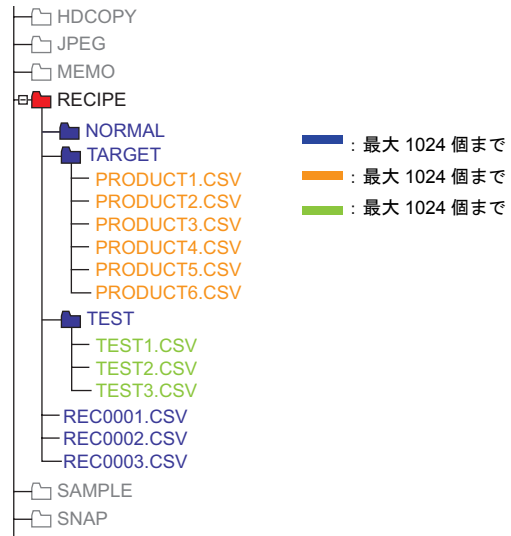 HDCOPY
JPEG
MEMO
RECIPE
NORMAL
TARGET
PRODUCT1.CSV
PRODUCT2.CSV
PRODUCT3.CSV
PRODUCT4.CSV
PRODUCT5.CSV
PRODUCT6.CSV
TEST
TEST1.CSV
TEST2.CSV
TEST3.CSV
REC0001.CSV
REC0002.CSV
REC0003.CSV
SAMPLE
SNAP
：最大 1024 個まで
：最大 1024 個まで
：最大 1024 個まで